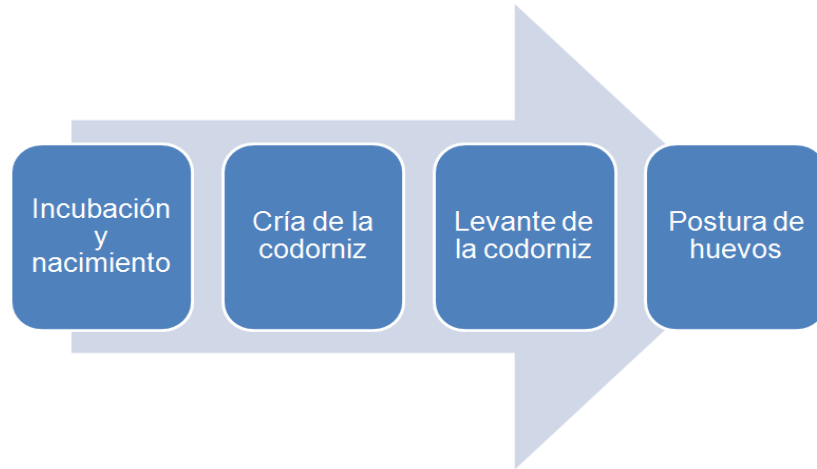 Incubación
y
nacimiento
Cría de la
codorniz
Levante de
la codorniz
Postura de
huevos